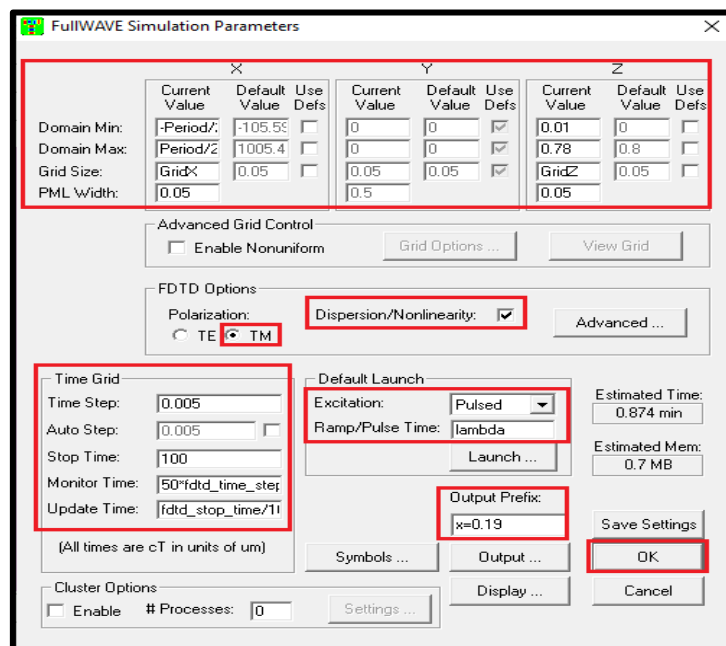 FullWAVE Simulation Parameters
X Y Z
Current Default Use Current Default Use Current Default Use
Value Value Defs Value Value Defs Value Value Defs
Domain Min: -Period/2 -105.59 0 0 0.01 0
Domain Max: Period/2 1005.4 0 0 0.78 0.8
Grid Size: GridX 0.05 0.05 0.05 GridZ 0.05
PML Width: 0.05 0.5 0.05
Advanced Grid Control
Enable Nonuniform Grid Options ... View Grid
FDTD Options
Polarization: Dispersion/Nonlinearity:
TE TM Advanced ...
Time Grid
Time Step: 0.005
Auto Step: 0.005
Stop Time: 100
Monitor Time: 50*fdtd_time_step
Update Time: fdtd_stop_time/10
(All times are cT in units of um)
Default Launch
Excitation: Pulsed
Ramp/Pulse Time: lambda
Launch ...
Estimated Time:
0.874 min
Estimated Mem:
0.7 MB
Output Prefix:
x=0.19
Save Settings
Symbols ... Output ... OK
Display ... Cancel
Cluster Options
Enable # Processes: 0 Settings ...